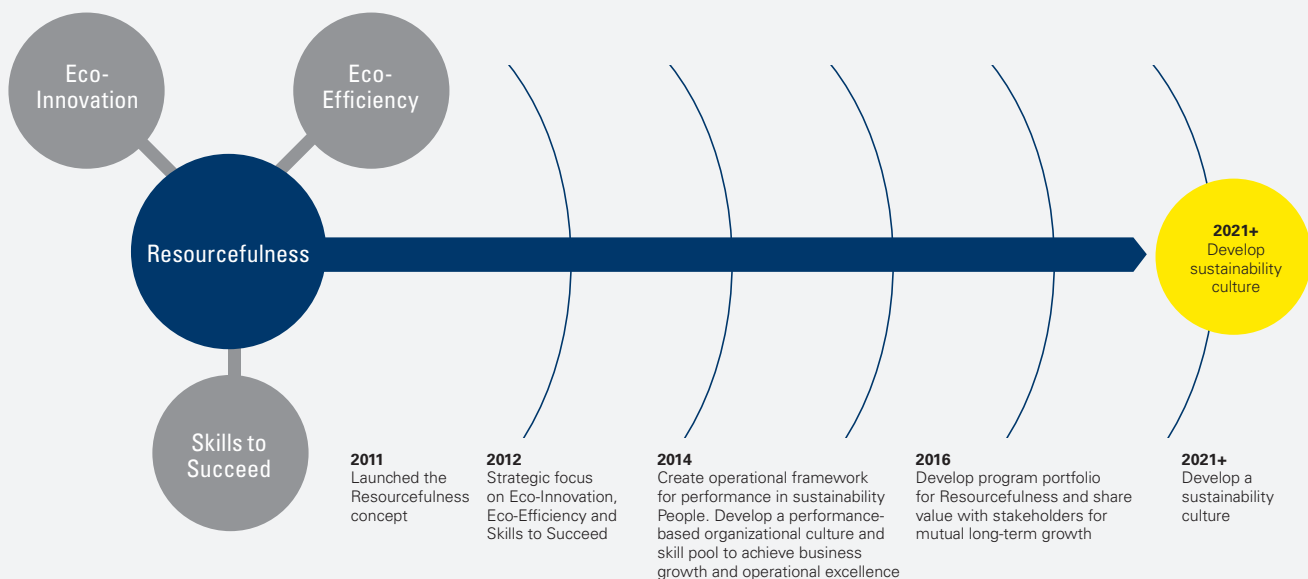 Eco-
Innovation
Eco-
Efficiency
Resourcefulness
Skills to
Succeed
2021+
Develop
sustainability
culture
2011
Launched the
Resourcefulness
concept
2012
Strategic focus
on Eco-Innovation,
Eco-Efficiency and
Skills to Succeed
2014
Create operational framework
for performance in sustainability
People. Develop a performance-
based organizational culture and
skill pool to achieve business
growth and operational excellence
2016
Develop program portfolio
for Resourcefulness and share
value with stakeholders for
mutual long-term growth
2021+
Develop a
sustainability
culture